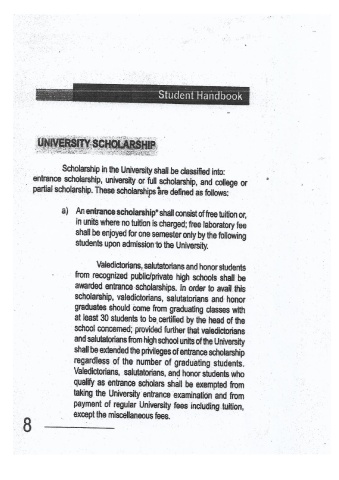 Student Handbook
UNIVERSITY SCHOLARSHIP
Scholarship in the University shall be classified into:
entrance scholarship, university or full scholarship, and college or
partial scholarship. These scholarships are defined as follows:
a) An entrance scholarship* shall consist of free tuition or,
in units where no tuition is charged; free laboratory fee
shall be enjoyed for one semester only by the following
students upon admission to the University.
Valedictorians, salutatorians and honor students
from recognized public/private high schools shall be
awarded entrance scholarships. In order to avail this
scholarship, valedictorians, salutatorians and honor
graduates should come from graduating classes with
at least 30 students to be certified by the head of the
school concerned; provided further that valedictorians
and salutatorians from high school units of the University
shall be extended the privileges of entrance scholarship
regardless of the number of graduating students.
Valedictorians, salutatorians, and honor students who
qualify as entrance scholars shall be exempted from
taking the University entrance examination and from
payment of regular University fees including tuition,
except the miscellaneous fees.
8